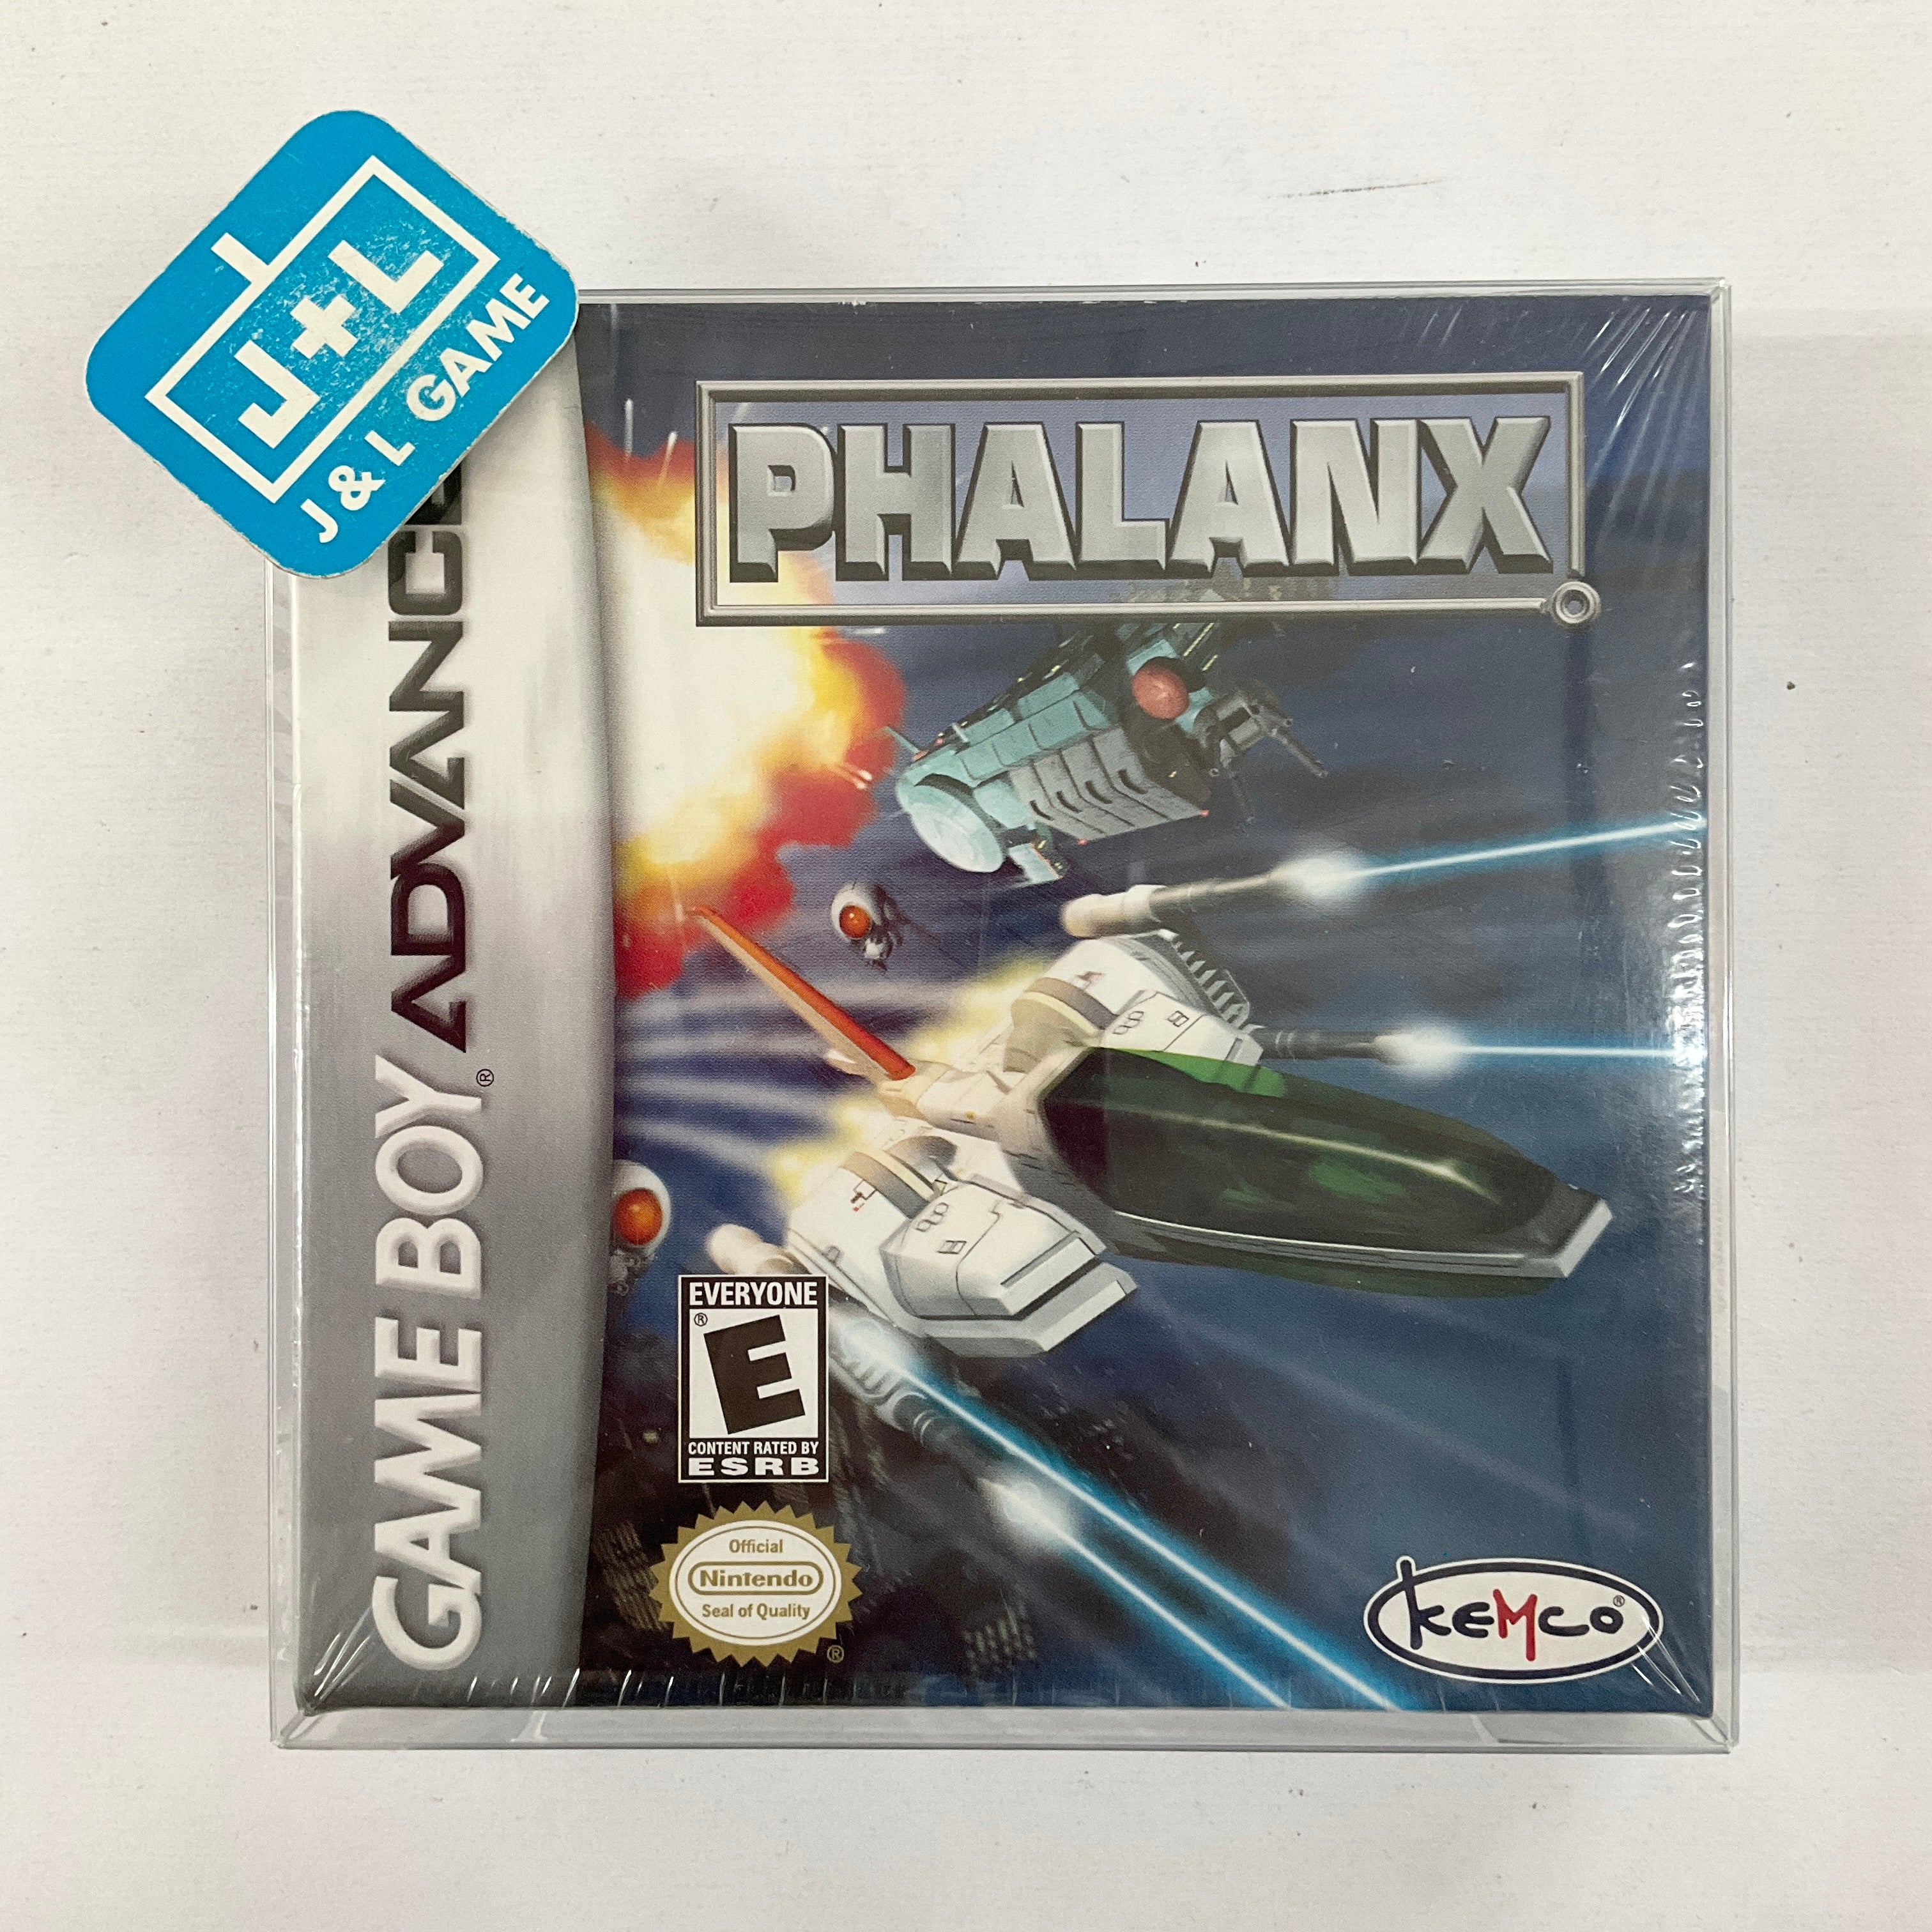 J+L
J & L GAME
GAME BOY ADVANCE
®
PHALANX
EVERYONE
®
E
CONTENT RATED BY
ESRB
Official
Nintendo
Seal of Quality
®
KEMCO®